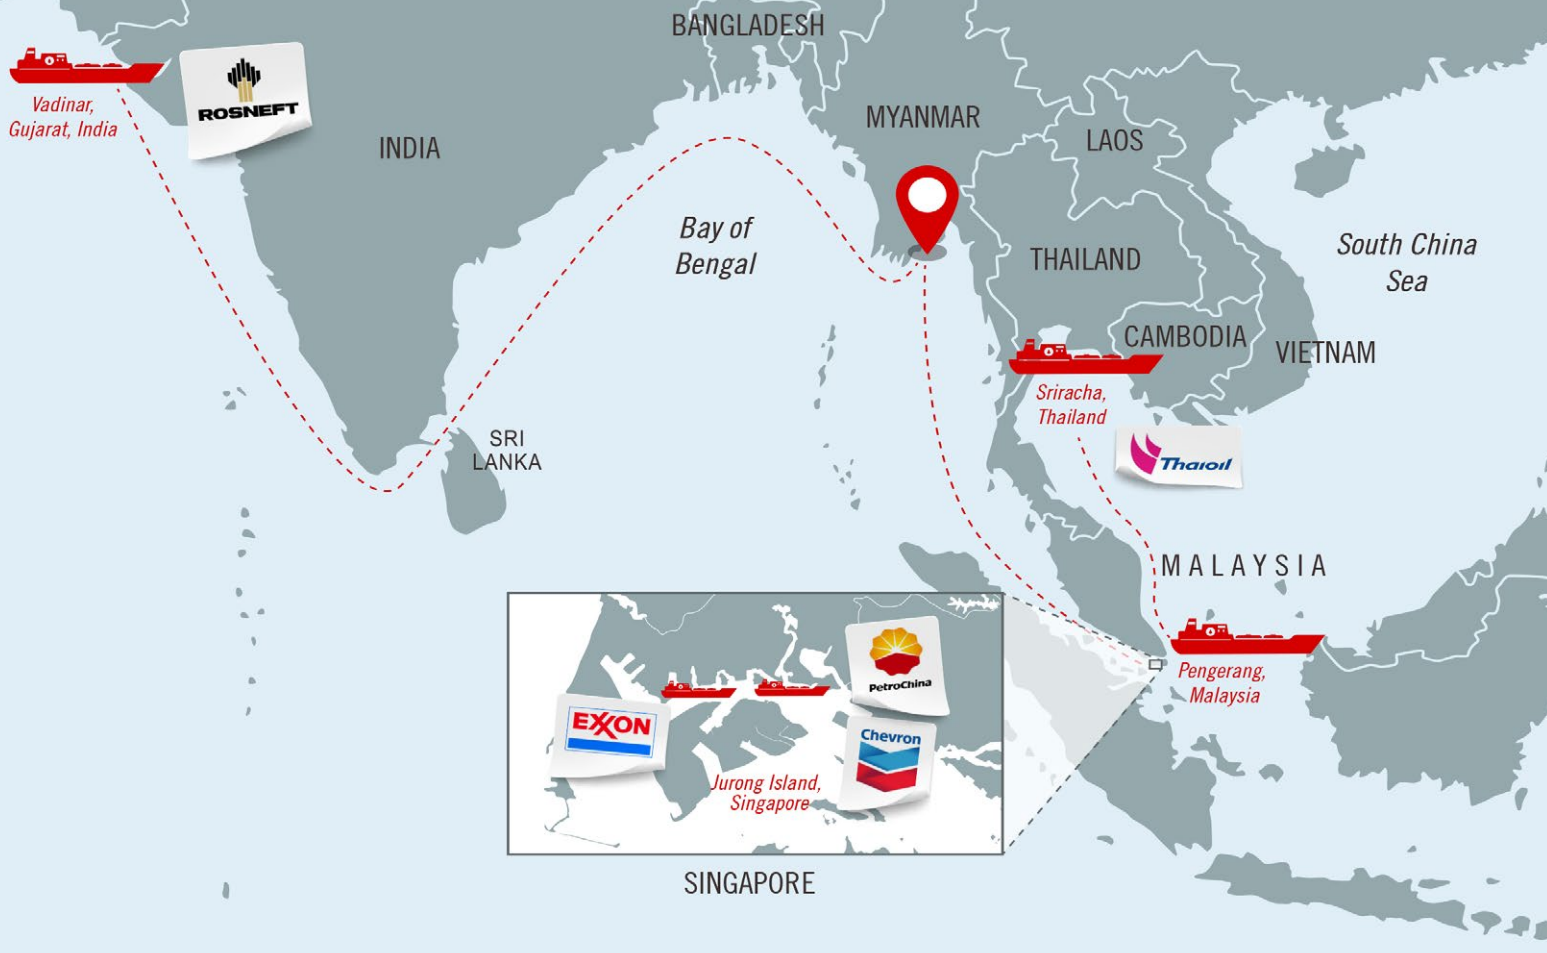 BANGLADESH
Vadinar,
Gujarat, India
ROSNEFT
INDIA
MYANMAR
LAOS
Bay of
Bengal
THAILAND
South China
Sea
CAMBODIA
VIETNAM
Sriracha,
Thailand
Thaioil
SRI
LANKA
MALAYSIA
Pengerang,
Malaysia
PetroChina
EXXON
Chevron
Jurong Island,
Singapore
SINGAPORE